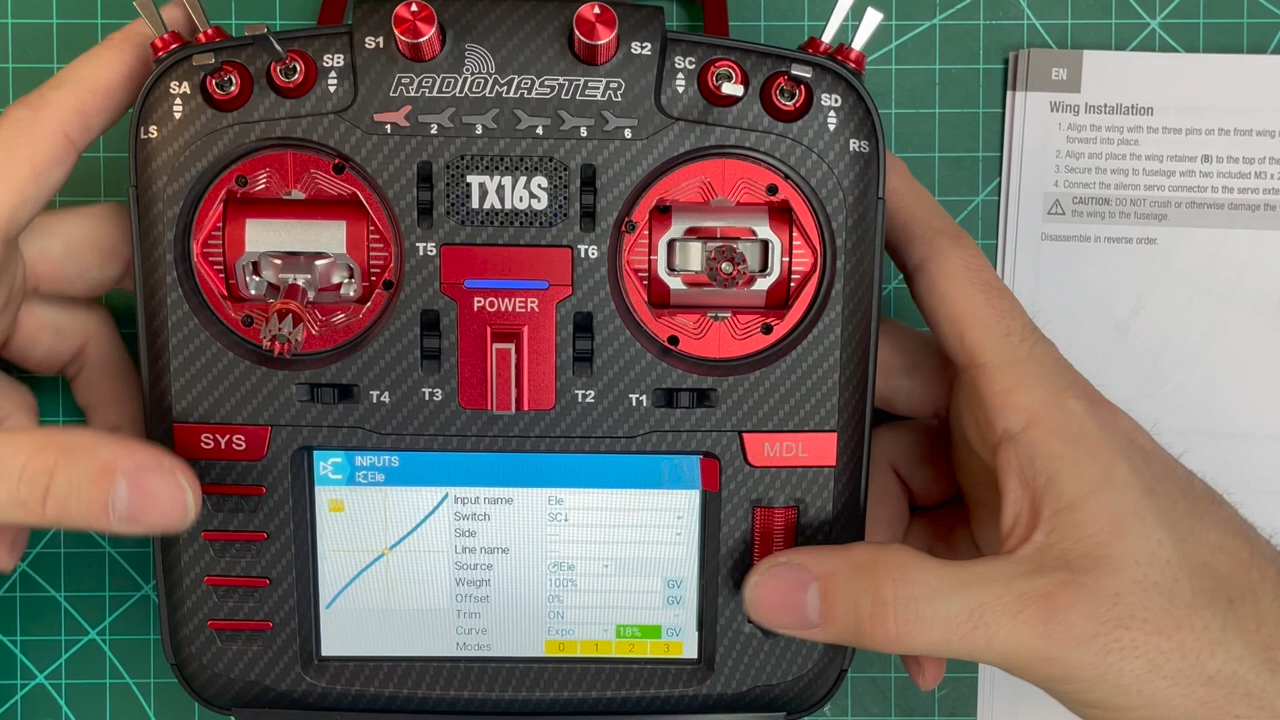 S1
S2
SA
SB
SC
SD
LS
RS
RADIOMASTER
1 2 3 4 5 6
TX16S
T5
T6
POWER
T4
T3
T2
T1
SYS
MDL
INPUTS
Ele
Input name Ele
Switch SC↓
Side ---
Line name
Source Ele
Weight 100% GV
Offset 0% GV
Trim ON
Curve Expo 18% GV
Modes 0 1 2 3
EN
Wing Installation
1. Align the wing with the three pins on the front wing
forward into place.
2. Align and place the wing retainer (B) to the top of the
3. Secure the wing to fuselage with two included M3 x
4. Connect the aileron servo connector to the servo exte
CAUTION: DO NOT crush or otherwise damage the
the wing to the fuselage.
Disassemble in reverse order.